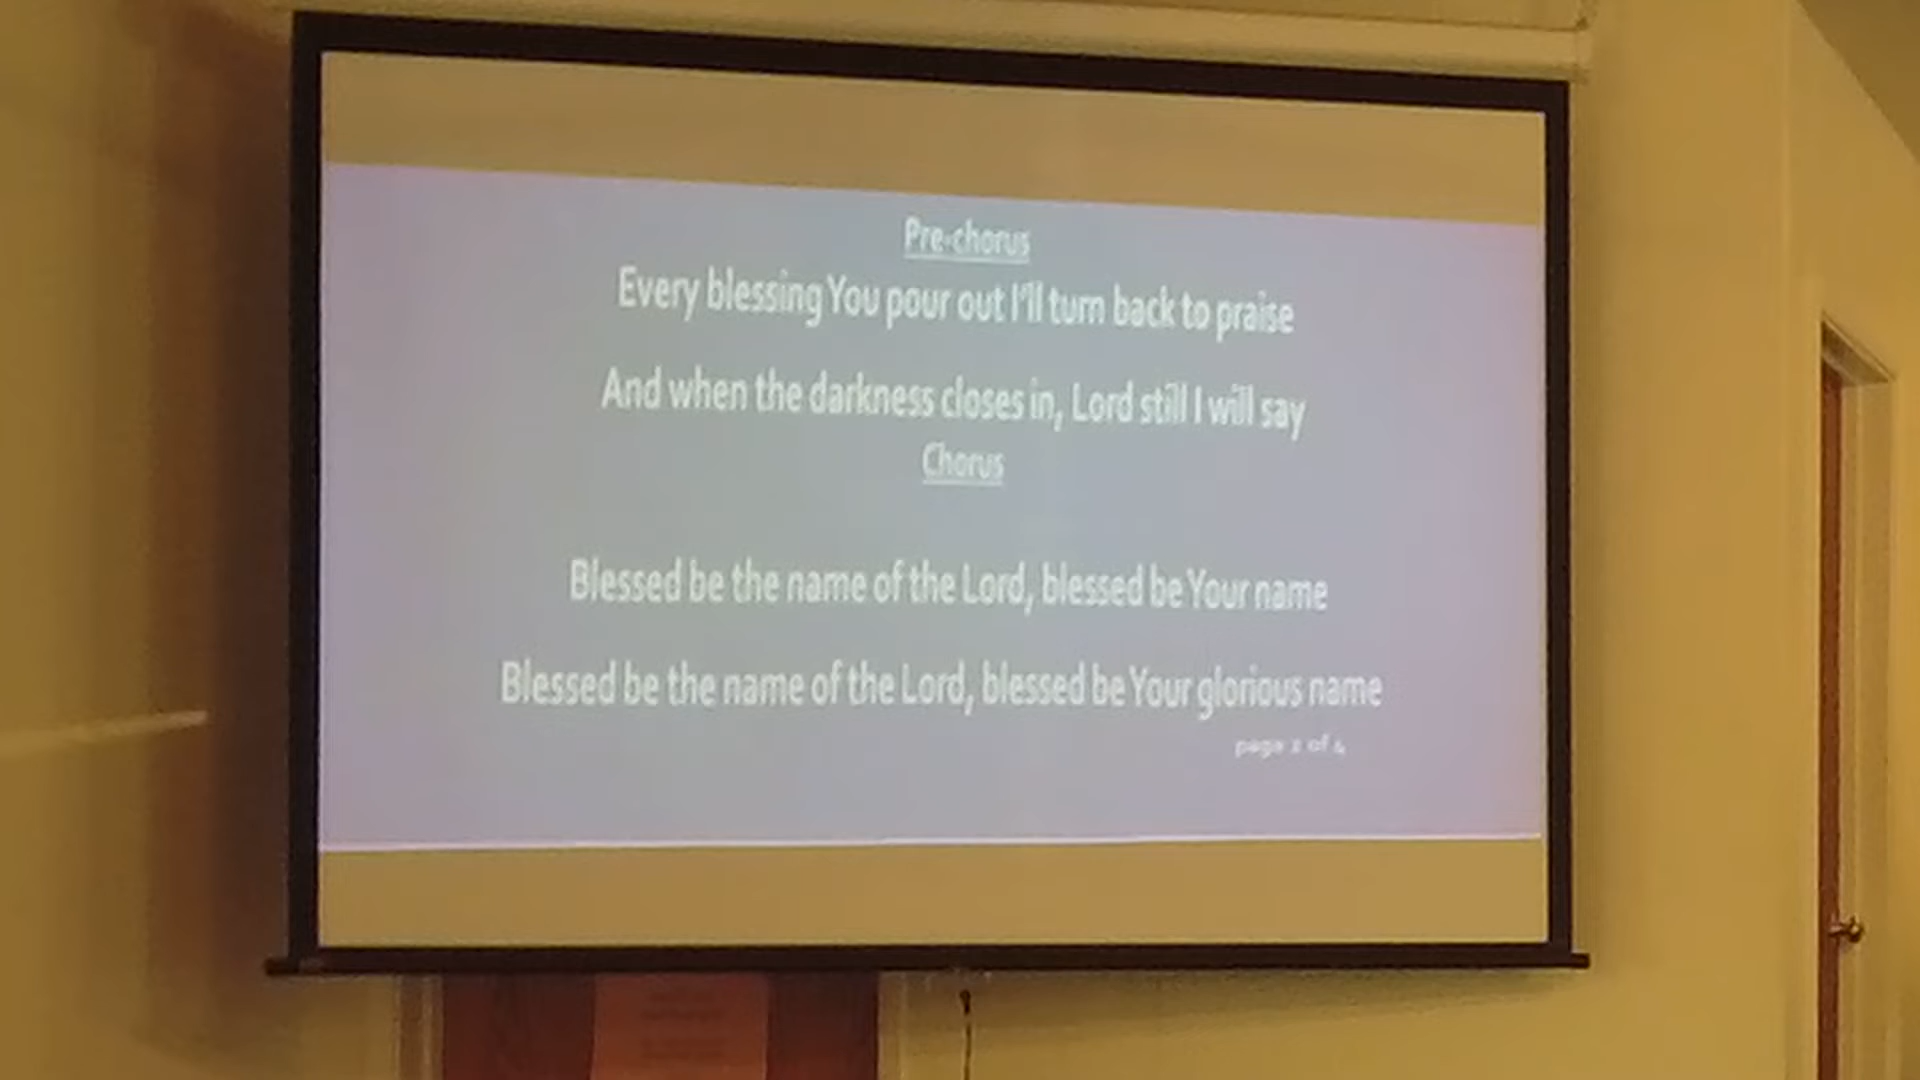 Pre-chorus
Every blessing You pour out I'll turn back to praise
And when the darkness closes in, Lord still I will say
Chorus
Blessed be the name of the Lord, blessed be Your name
Blessed be the name of the Lord, blessed be Your glorious name
page 2 of 4